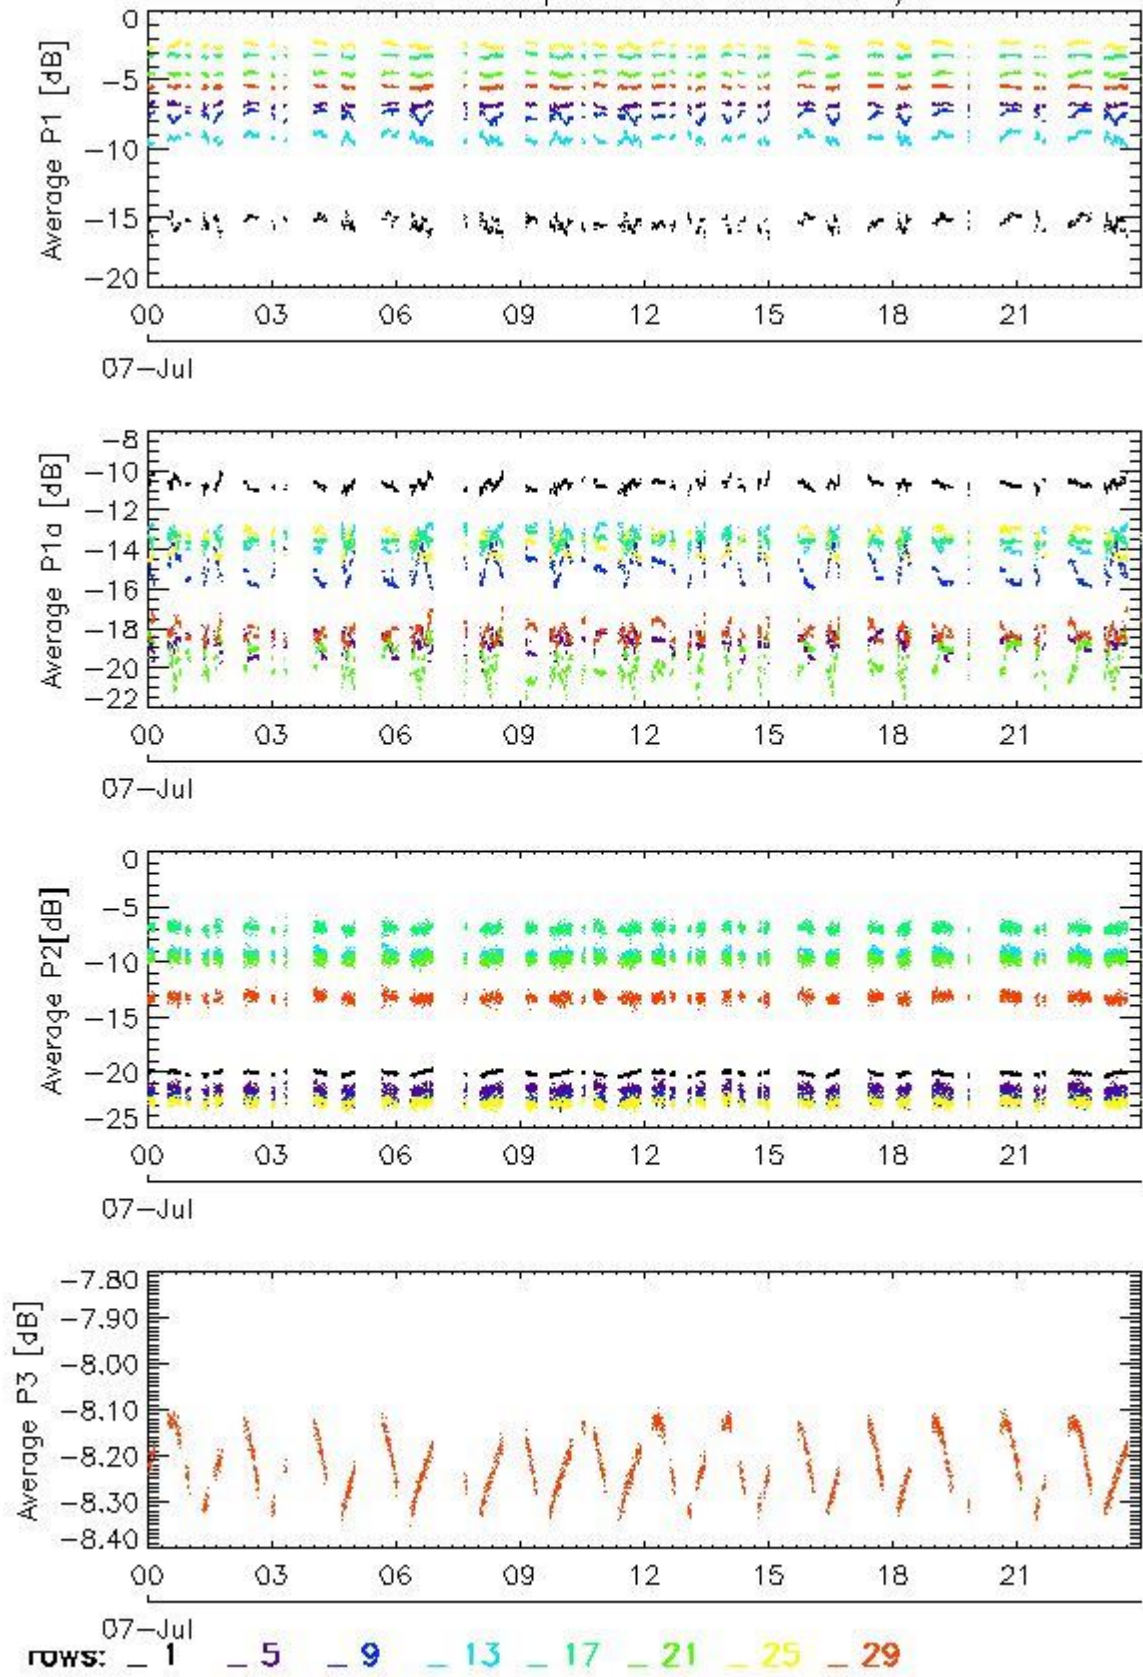 0
-5
-10
-15
-20
Average P1 [dB]
00 03 06 09 12 15 18 21
07-Jul
-8
-10
-12
-14
-16
-18
-20
-22
Average P1a [dB]
00 03 06 09 12 15 18 21
07-Jul
0
-5
-10
-15
-20
-25
Average P2[dB]
00 03 06 09 12 15 18 21
07-Jul
-7.80
-7.90
-8.00
-8.10
-8.20
-8.30
-8.40
Average P3 [dB]
00 03 06 09 12 15 18 21
07-Jul
rows: _ 1 _ 5 _ 9 _ 13 _ 17 _ 21 _ 25 _ 29